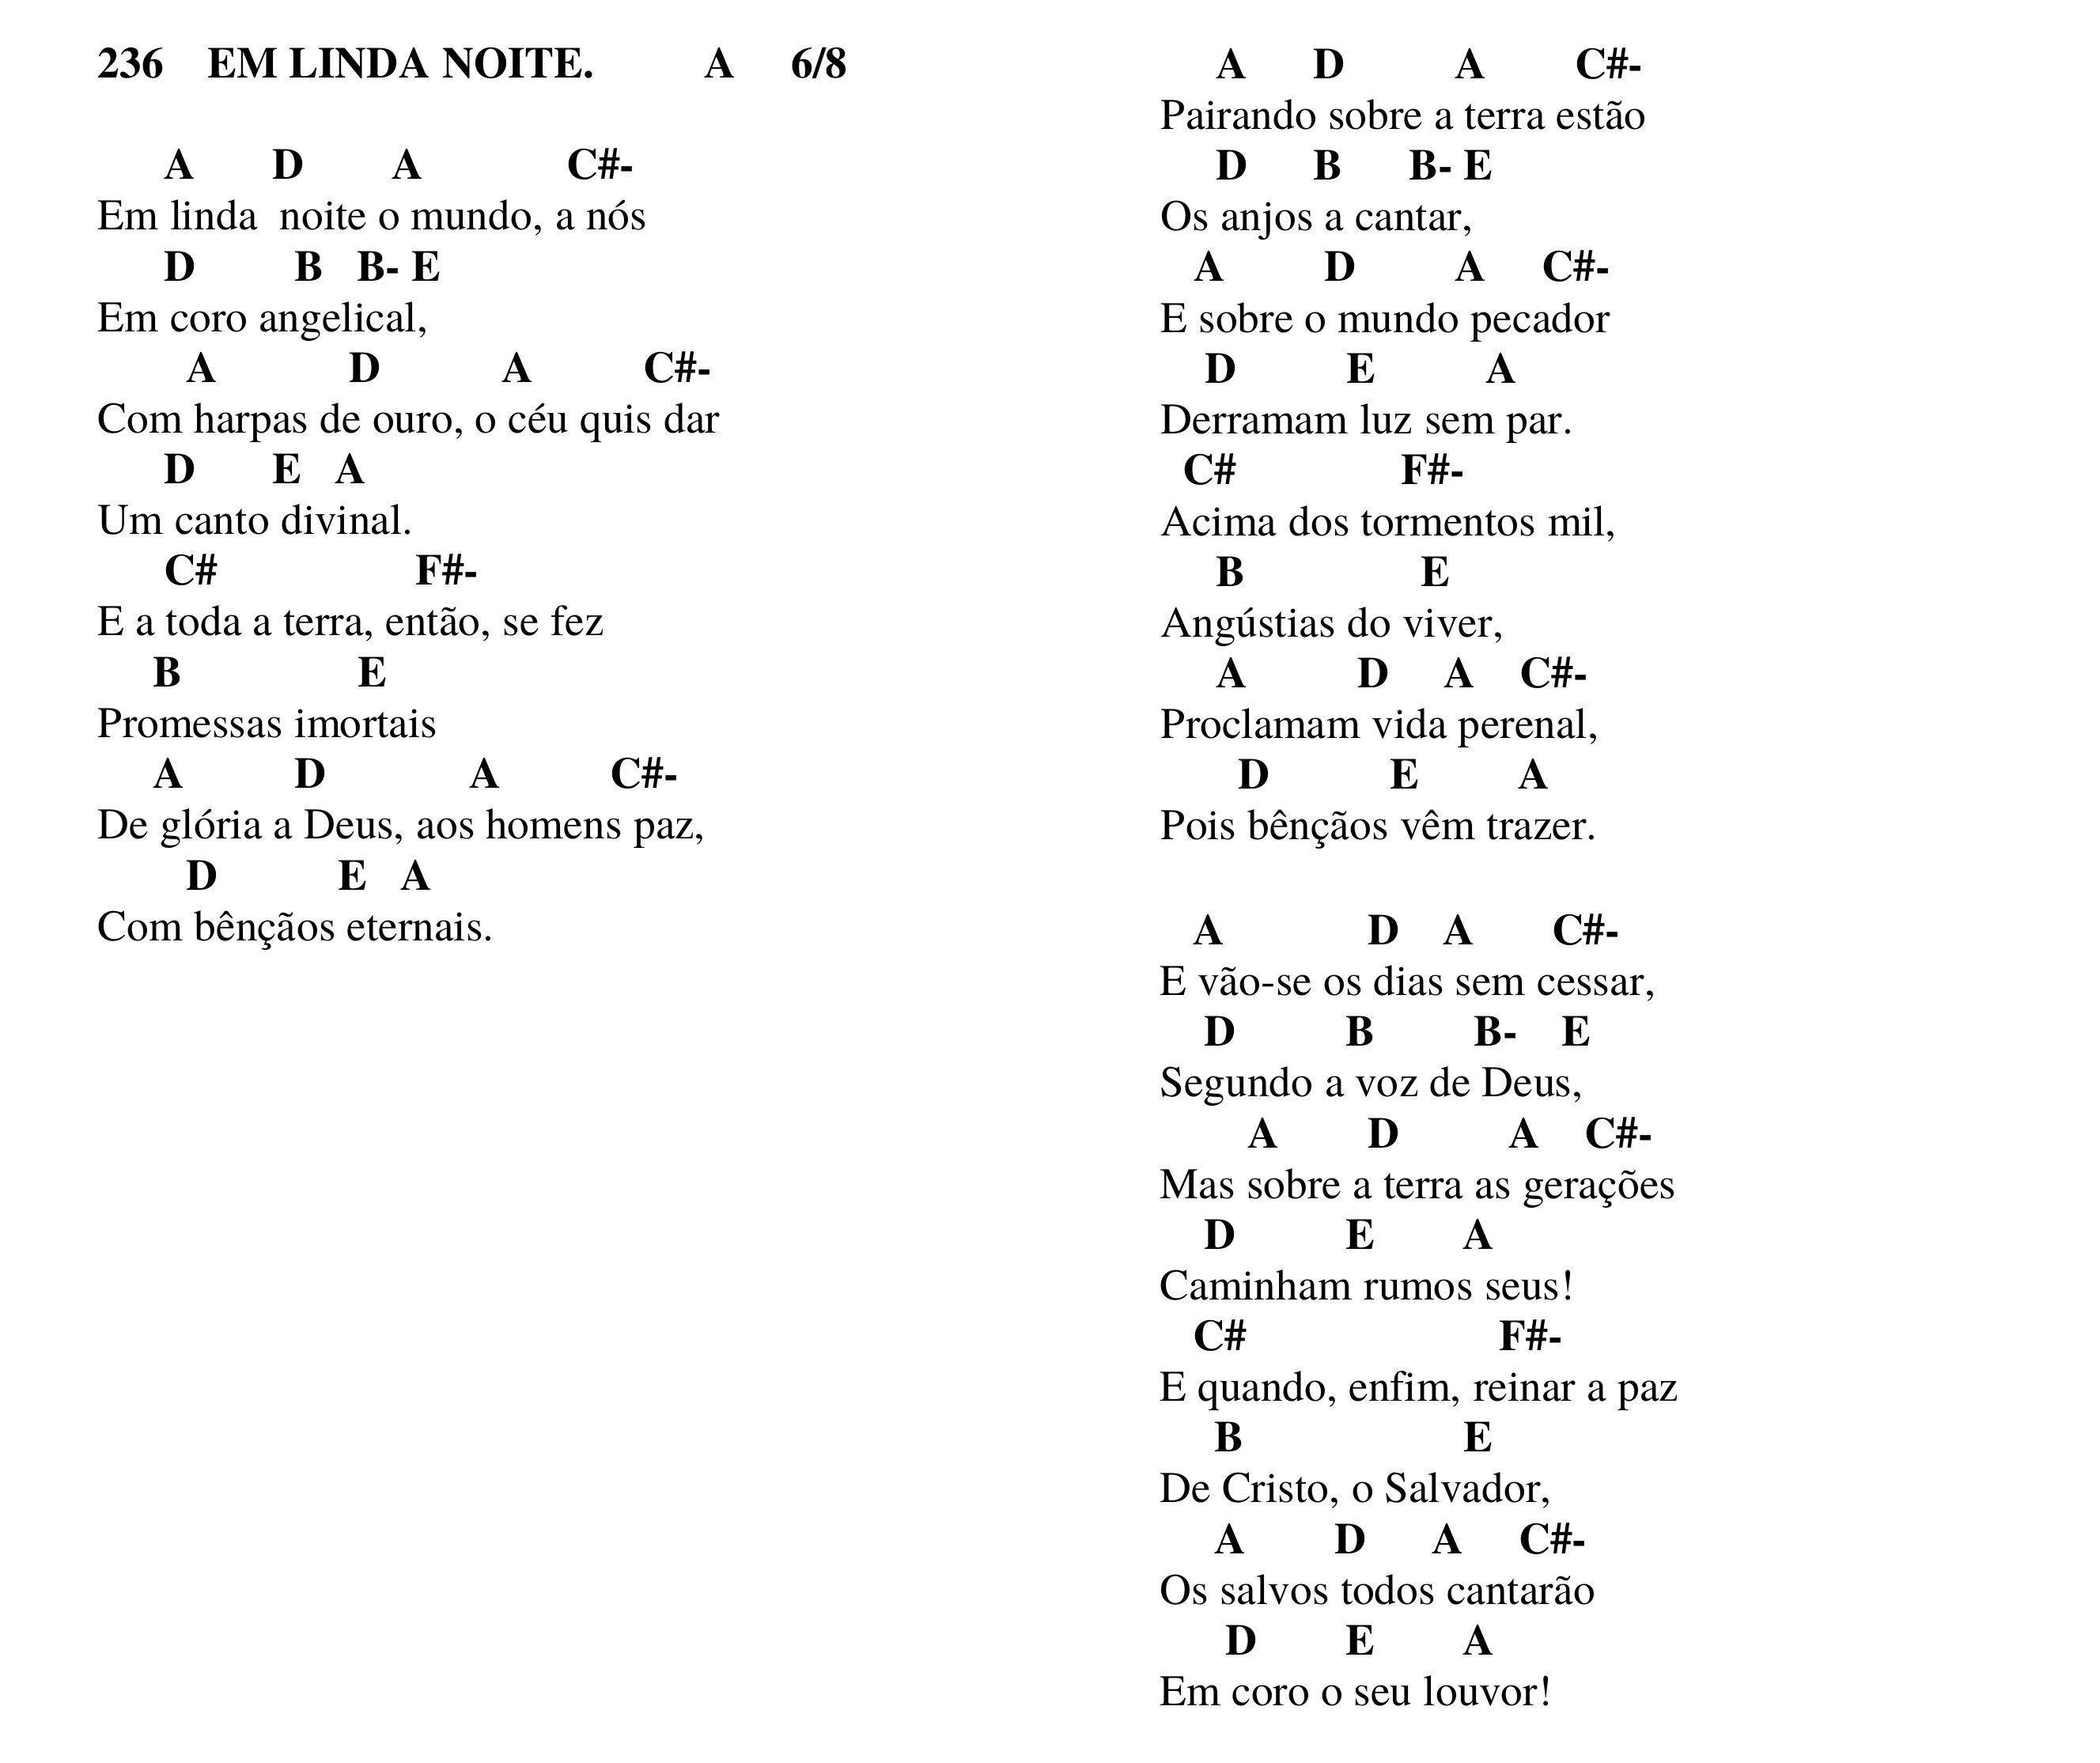 236    EM LINDA NOITE.          A     6/8
      A       D        A             C#-
Em linda  noite o mundo, a nós
      D         B   B- E
Em coro angelical,
        A            D           A          C#-
Com harpas de ouro, o céu quis dar
      D       E   A
Um canto divinal.
      C#                  F#-
E a toda a terra, então, se fez
     B                E
Promessas imortais
     A          D             A          C#-
De glória a Deus, aos homens paz,
        D           E   A
Com bênçãos eternais.
     A      D          A        C#-
Pairando sobre a terra estão
     D      B      B- E
Os anjos a cantar,
   A         D         A     C#-
E sobre o mundo pecador
    D          E          A
Derramam luz sem par.
  C#               F#-
Acima dos tormentos mil,
     B                E
Angústias do viver,
     A          D     A    C#-
Proclamam vida perenal,
       D           E         A
Pois bênçãos vêm trazer.
   A             D    A       C#-
E vão-se os dias sem cessar,
    D          B         B-    E
Segundo a voz de Deus,
        A        D          A    C#-
Mas sobre a terra as gerações
    D          E        A
Caminham rumos seus!
   C#                       F#-
E quando, enfim, reinar a paz
     B                    E
De Cristo, o Salvador,
     A        D      A     C#-
Os salvos todos cantarão
      D        E        A
Em coro o seu louvor!